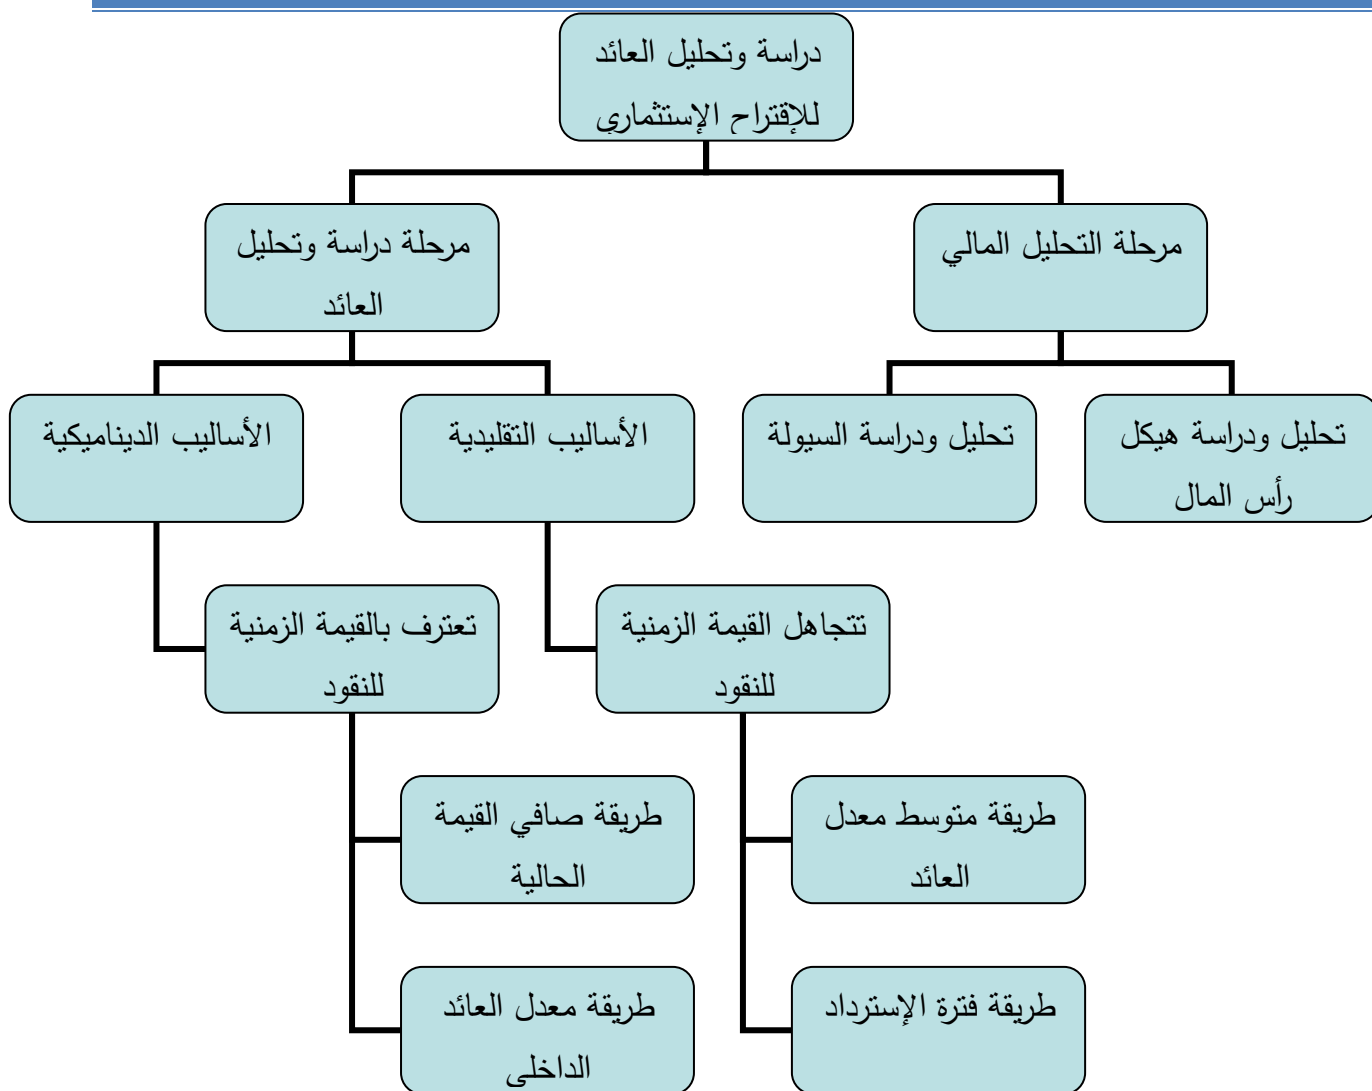 دراسة وتحليل العائد
للإقتراح الإستثماري
مرحلة التحليل المالي
مرحلة دراسة وتحليل
العائد
تحليل ودراسة هيكل
رأس المال
تحليل ودراسة السيولة
الأساليب التقليدية
الأساليب الديناميكية
تتجاهل القيمة الزمنية
للنقود
تعترف بالقيمة الزمنية
للنقود
طريقة متوسط معدل
العائد
طريقة صافي القيمة
الحالية
طريقة فترة الإسترداد
طريقة معدل العائد
الداخلي